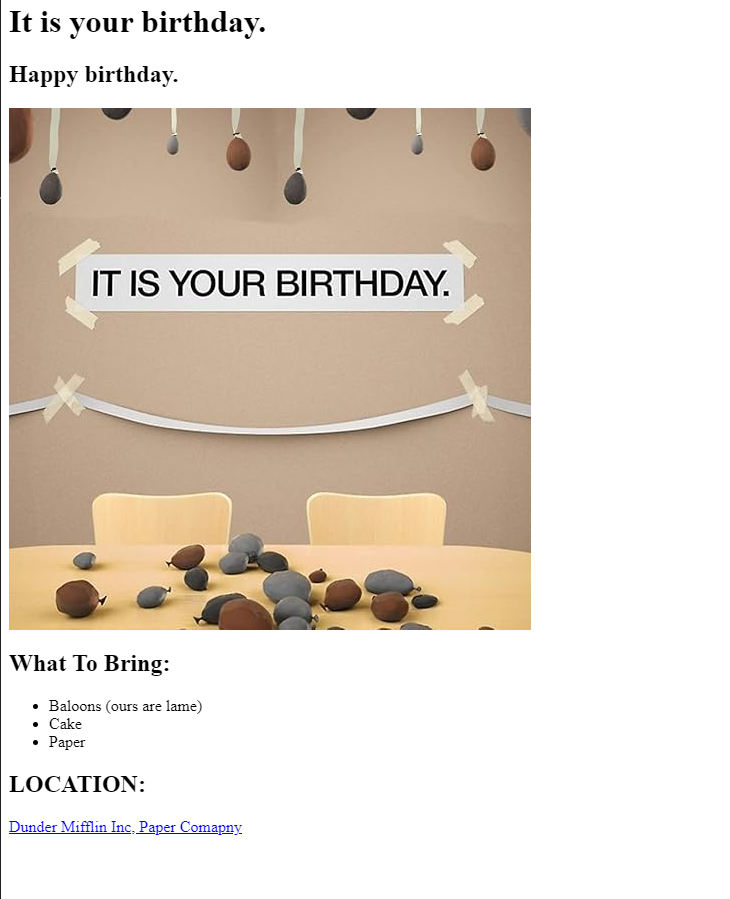 It is your birthday.
Happy birthday.
IT IS YOUR BIRTHDAY.
What To Bring:
Baloons (ours are lame)
Cake
Paper
LOCATION:
Dunder Mifflin Inc, Paper Comapny